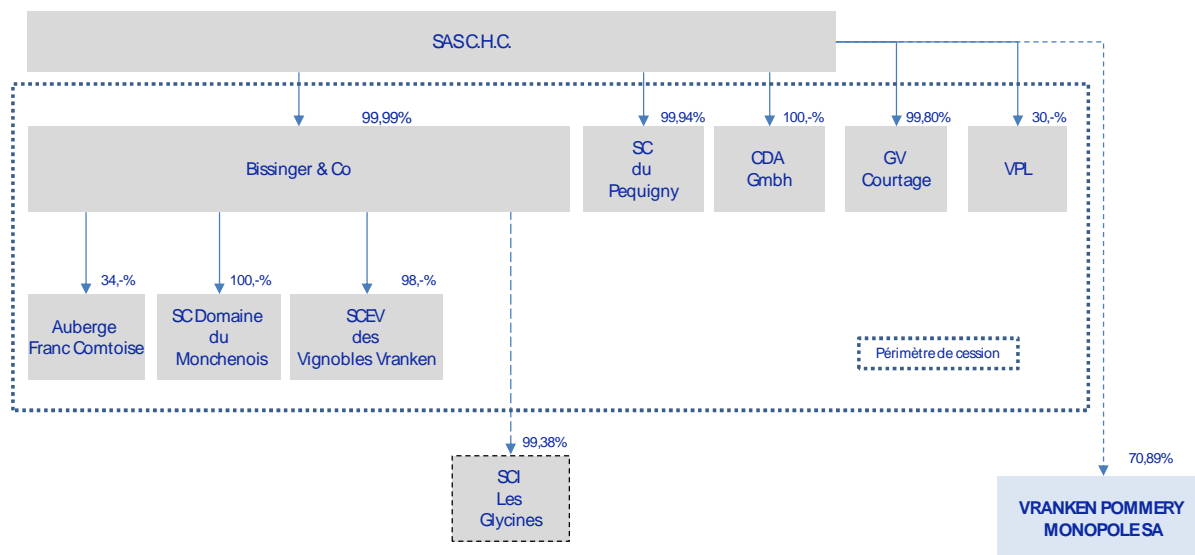 SAS C.H.C.
99,99%
99,94%
100,-%
99,80%
30,-%
Bissinger & Co
SC
du
Pequigny
CDA
Gmbh
GV
Courtage
VPL
34,-%
100,-%
98,-%
Auberge
Franc Comtoise
SC Domaine
du
Monchenois
SCEV
des
Vignobles Vranken
Périmètre de cession
99,38%
SCI
Les
Glycines
70,89%
VRANKEN POMMERY
MONOPOLE SA